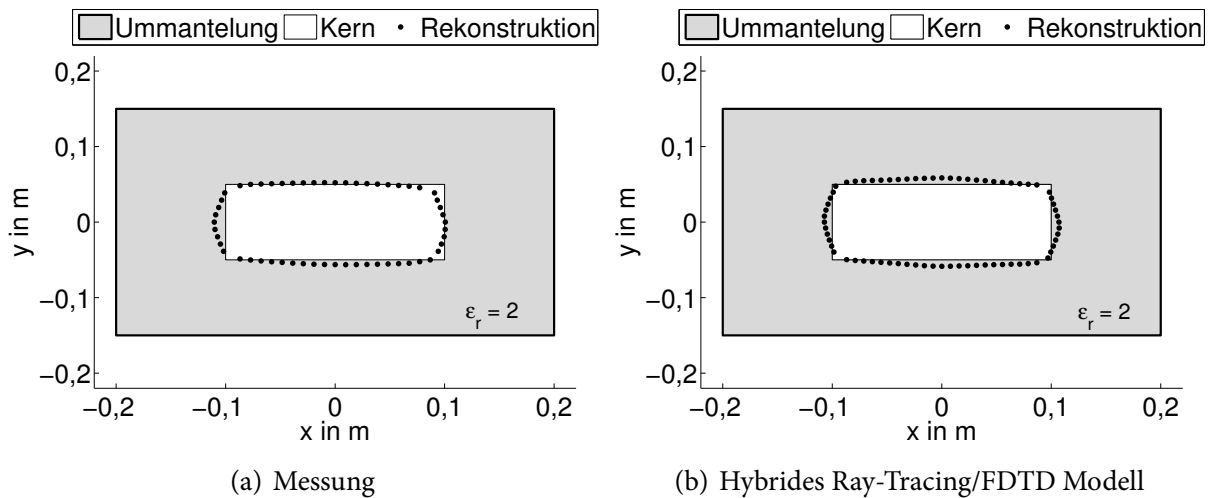 Ummantelung Kern Rekonstruktion
0,2
0,1
0
−0,1
−0,2
y in m
εr = 2
−0,2 −0,1 0 0,1 0,2
x in m
(a) Messung
Ummantelung Kern Rekonstruktion
0,2
0,1
0
−0,1
−0,2
y in m
εr = 2
−0,2 −0,1 0 0,1 0,2
x in m
(b) Hybrides Ray-Tracing/FDTD Modell